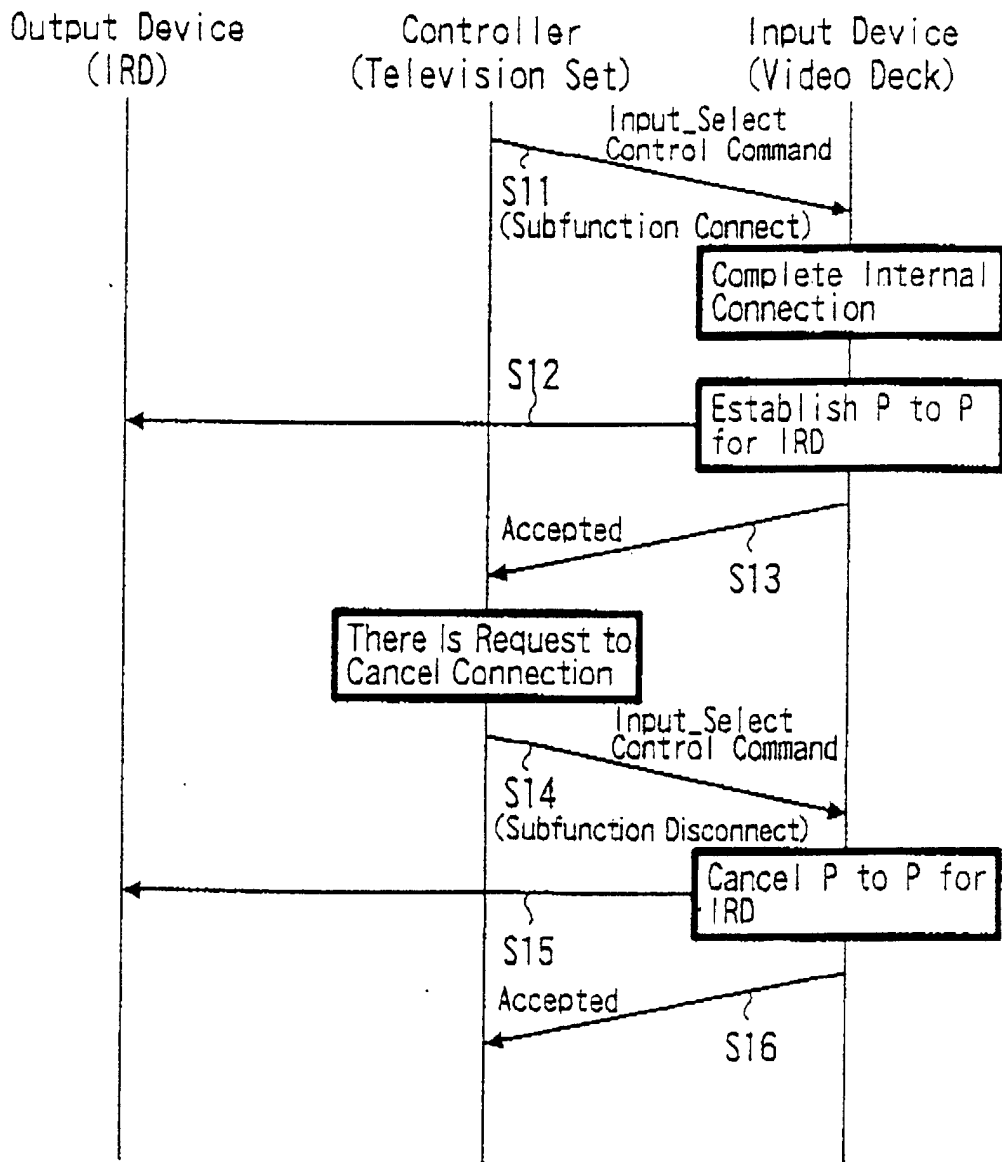 Output Device
(IRD)
Controller
(Television Set)
Input Device
(Video Deck)
Input_Select
Control Command
S11
(Subfunction Connect)
Complete Internal
Connection
S12
Establish P to P
for IRD
Accepted
S13
There Is Request to
Cancel Connection
Input_Select
Control Command
S14
(Subfunction Disconnect)
Cancel P to P for
IRD
S15
Accepted
S16